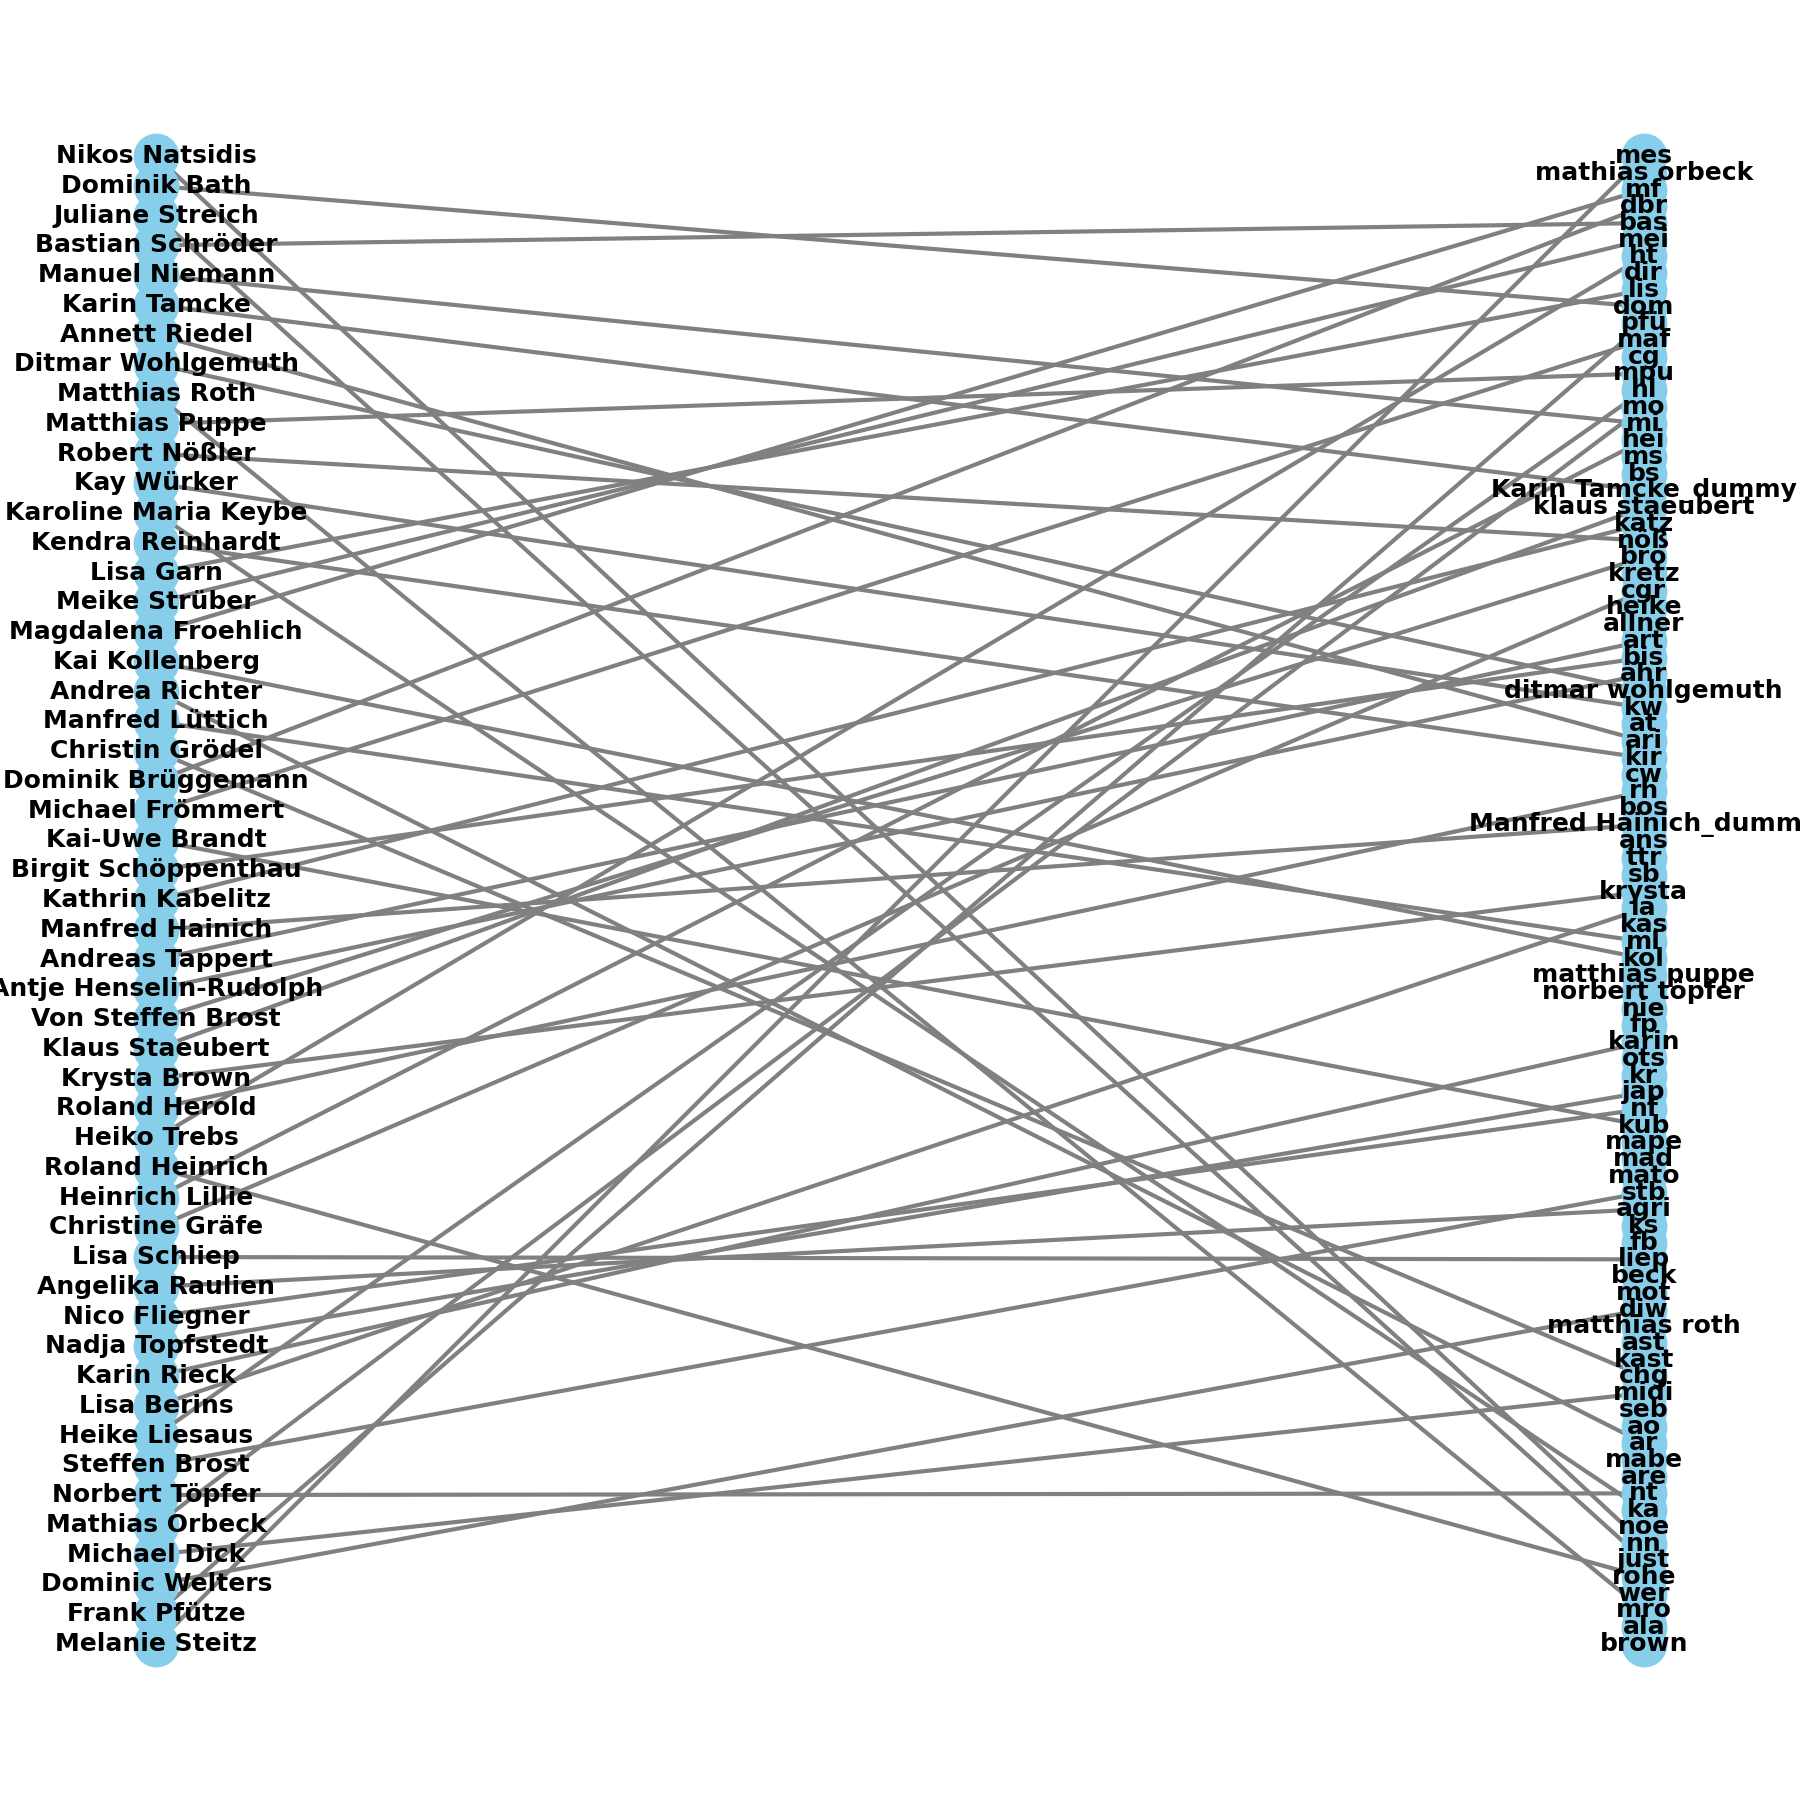 Nikos Natsidis
Dominik Bath
Juliane Streich
Bastian Schröder
Manuel Niemann
Karin Tamcke
Annett Riedel
Ditmar Wohlgemuth
Matthias Roth
Matthias Puppe
Robert Nößler
Kay Würker
Karoline Maria Keybe
Kendra Reinhardt
Lisa Garn
Meike Strüber
Magdalena Froehlich
Kai Kollenberg
Andrea Richter
Manfred Lüttich
Christin Grödel
Dominik Brüggemann
Michael Frömmert
Kai-Uwe Brandt
Birgit Schöppenthau
Kathrin Kabelitz
Manfred Hainich
Andreas Tappert
Antje Henselin-Rudolph
Von Steffen Brost
Klaus Staeubert
Krysta Brown
Roland Herold
Heiko Trebs
Roland Heinrich
Heinrich Lillie
Christine Gräfe
Lisa Schliep
Angelika Raulien
Nico Fliegner
Nadja Topfstedt
Karin Rieck
Lisa Berins
Heike Liesaus
Steffen Brost
Norbert Töpfer
Mathias Orbeck
Michael Dick
Dominic Welters
Frank Pfütze
Melanie Steitz
mes
mathias orbeck
mf
dbr
bas
mei
ht
dir
lis
dom
pfü
maf
cg
mpu
hl
mo
hei
ms
bs
Karin Tamcke_dummy
klaus staeubert
katz
nöß
bro
kretz
cgr
heike
allner
art
bis
ahr
ditmar wohlgemuth
kw
at
ari
kir
cw
rh
bos
Manfred Hainich_dumm
ans
ttr
sb
krysta
la
kas
ml
kol
matthias puppe
norbert töpfer
nie
fp
karin
ots
kr
jap
nf
kub
mape
mad
mato
stb
agri
ks
fb
liep
beck
mot
diw
matthias roth
ast
kast
chg
midi
seb
ao
ar
mabe
are
nt
ka
noe
nn
just
rohe
wer
mro
ala
brown